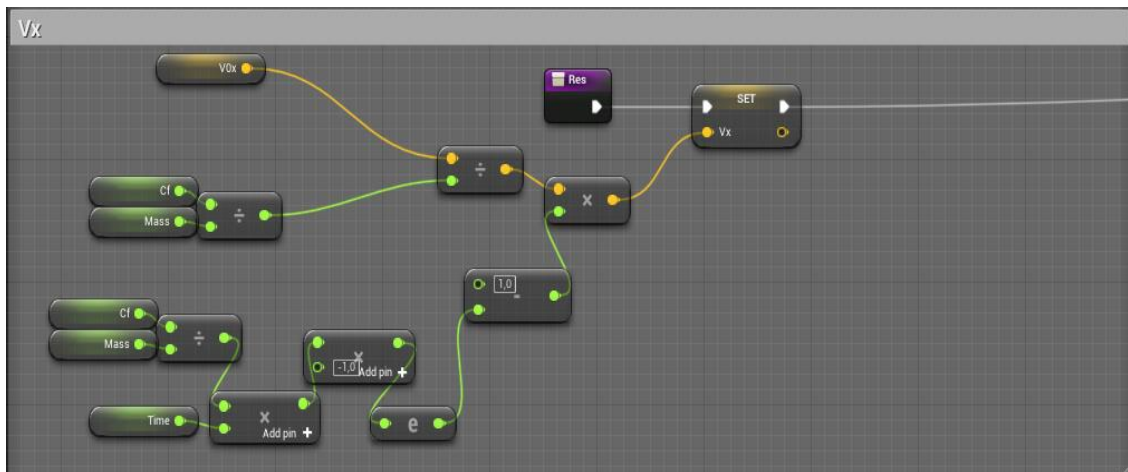 Vx
V0x
Res
SET
Vx
÷
Cf
Mass
÷
×
1,0
-
Cf
Mass
÷
×
-1,0
Add pin +
Time
×
Add pin +
e